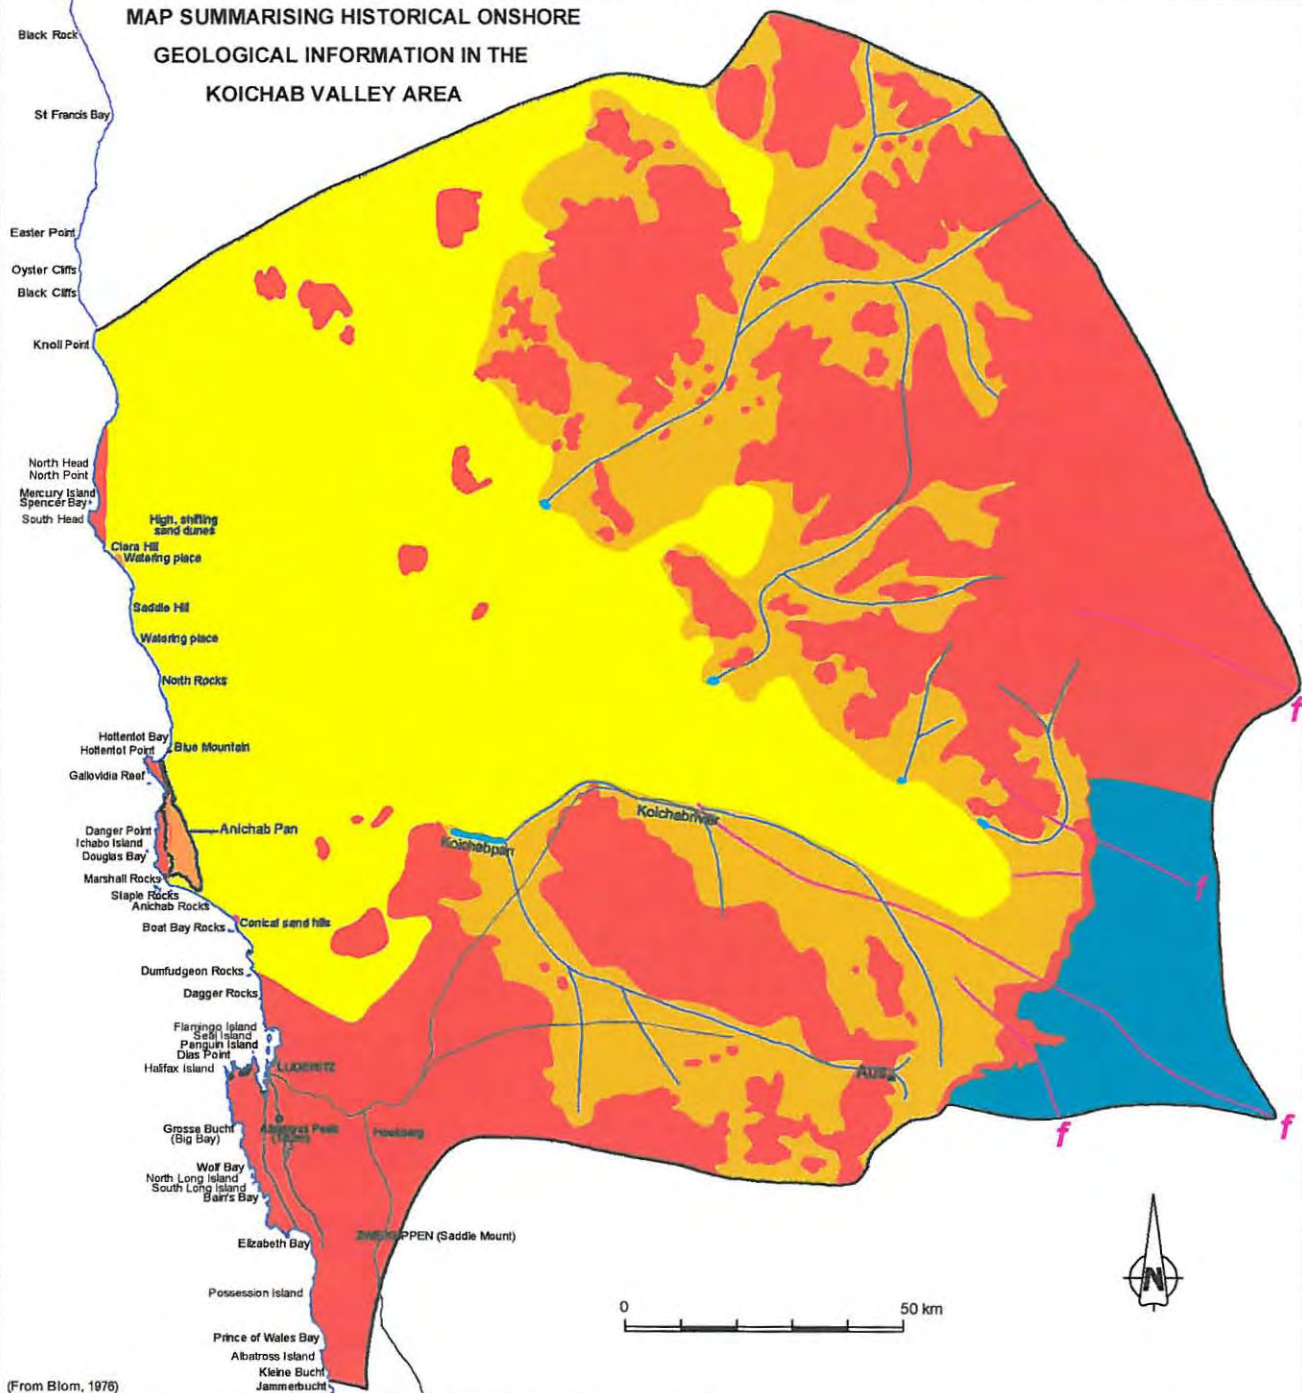 MAP SUMMARISING HISTORICAL ONSHORE
GEOLOGICAL INFORMATION IN THE
KOICHAB VALLEY AREA
Black Rock
St Francis Bay
Easter Point
Oyster Cliffs
Black Cliffs
Knoll Point
North Head
North Point
Mercury Island
Spencer Bay
South Head
High, shifting
sand dunes
Clara Hill
Watering place
Saddle Hill
Watering place
North Rocks
Hottentot Bay
Hottentot Point
Blue Mountain
Gallovidia Reef
Danger Point
Anichab Pan
Ichabo Island
Douglas Bay
Marshall Rocks
Staple Rocks
Anichab Rocks
Boat Bay Rocks
Conical sand hills
Dumfudgeon Rocks
Dagger Rocks
Flamingo Island
Seal Island
Penguin Island
Dias Point
Halifax Island
LUDERITZ
Grosse Bucht
(Big Bay)
Albatross Peak
Wolf Bay
North Long Island
South Long Island
Bain's Bay
Elizabeth Bay
(Saddle Mount)
Possession Island
Prince of Wales Bay
Albatross Island
Kleine Bucht
Jammerbucht
Koichabpan
Koichabrivier
Aus
f
f
f
f
N
0
50 km
(From Blom, 1976)